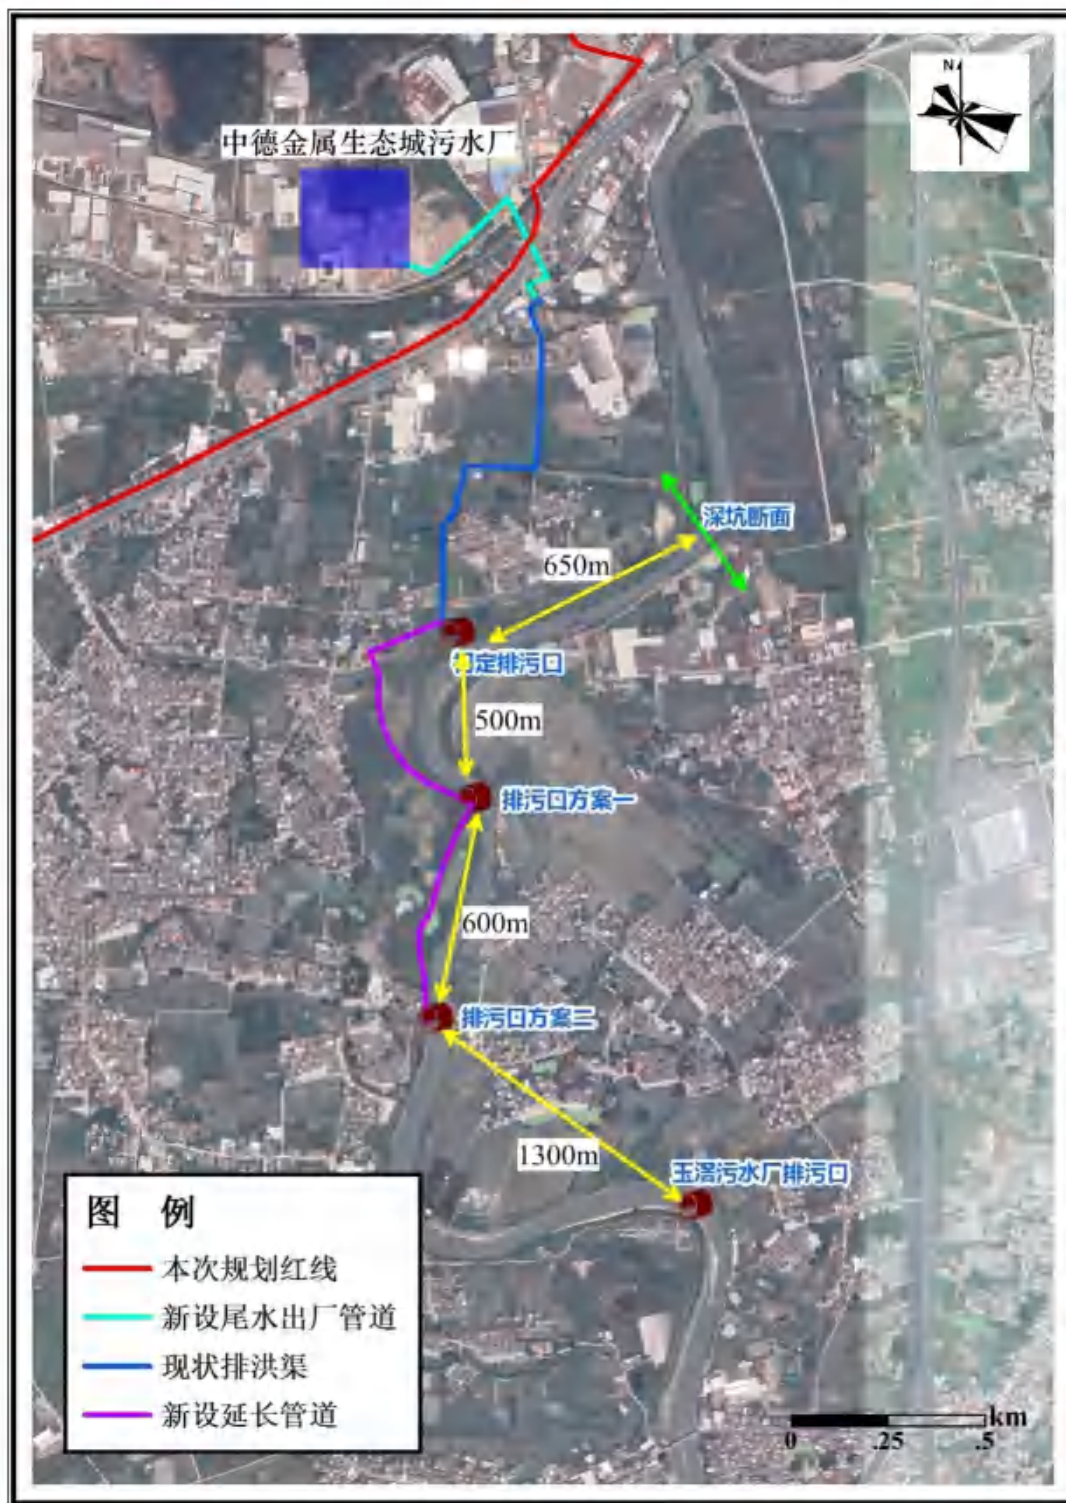 N
中德金属生态城污水厂
深坑断面
650m
定排污口
500m
排污口方案一
600m
排污口方案二
1300m
玉滘污水厂排污口
图 例
本次规划红线
新设尾水出厂管道
现状排洪渠
新设延长管道
km
0 .25 .5